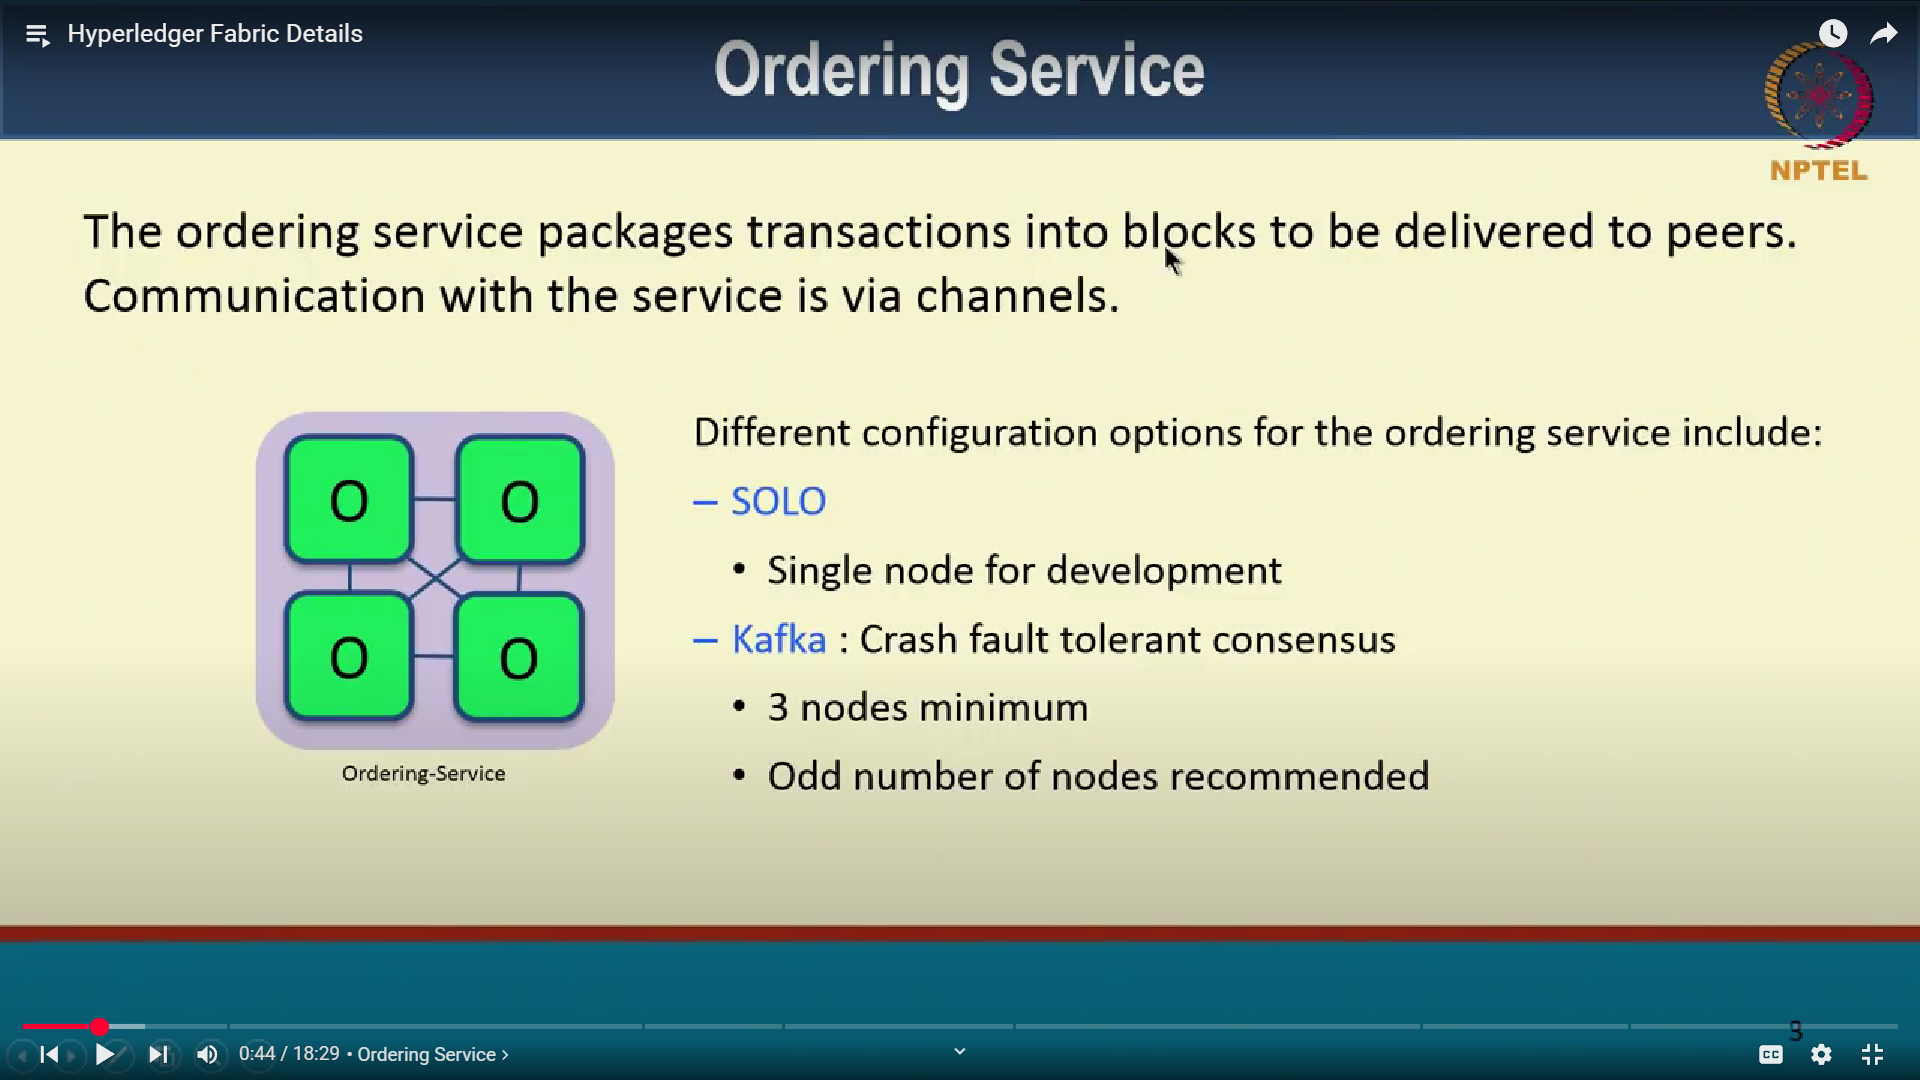 Hyperledger Fabric Details
Ordering Service
NPTEL
The ordering service packages transactions into blocks to be delivered to peers.
Communication with the service is via channels.
O O
O O
Ordering-Service
Different configuration options for the ordering service include:
– SOLO
• Single node for development
– Kafka : Crash fault tolerant consensus
• 3 nodes minimum
• Odd number of nodes recommended
3
0:44 / 18:29 • Ordering Service ›
CC